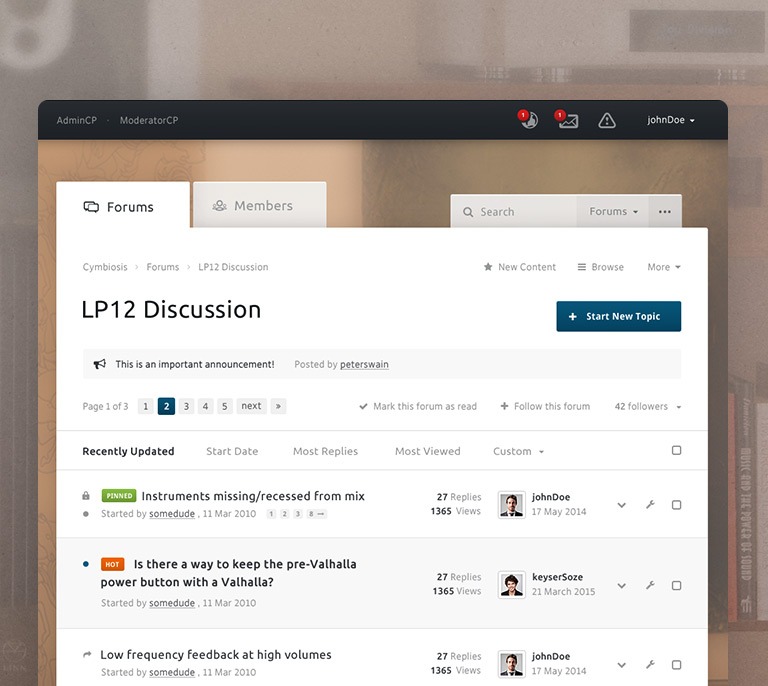 AdminCP · ModeratorCP
1 1 johnDoe
Forums Members
Search Forums •••
Cymbiosis › Forums › LP12 Discussion New Content Browse More
LP12 Discussion
+ Start New Topic
This is an important announcement! Posted by peterswain
Page 1 of 3 1 2 3 4 5 next » Mark this forum as read Follow this forum 42 followers
Recently Updated Start Date Most Replies Most Viewed Custom
PINNED Instruments missing/recessed from mix
Started by somedude , 11 Mar 2010 1 2 3 8 →
27 Replies
1365 Views
johnDoe
17 May 2014
HOT Is there a way to keep the pre-Valhalla
power button with a Valhalla?
Started by somedude , 11 Mar 2010
27 Replies
1365 Views
keyserSoze
21 March 2015
Low frequency feedback at high volumes
Started by somedude , 11 Mar 2010
27 Replies
1365 Views
johnDoe
17 May 2014
MUSIC AND THE POWER OF SOUND